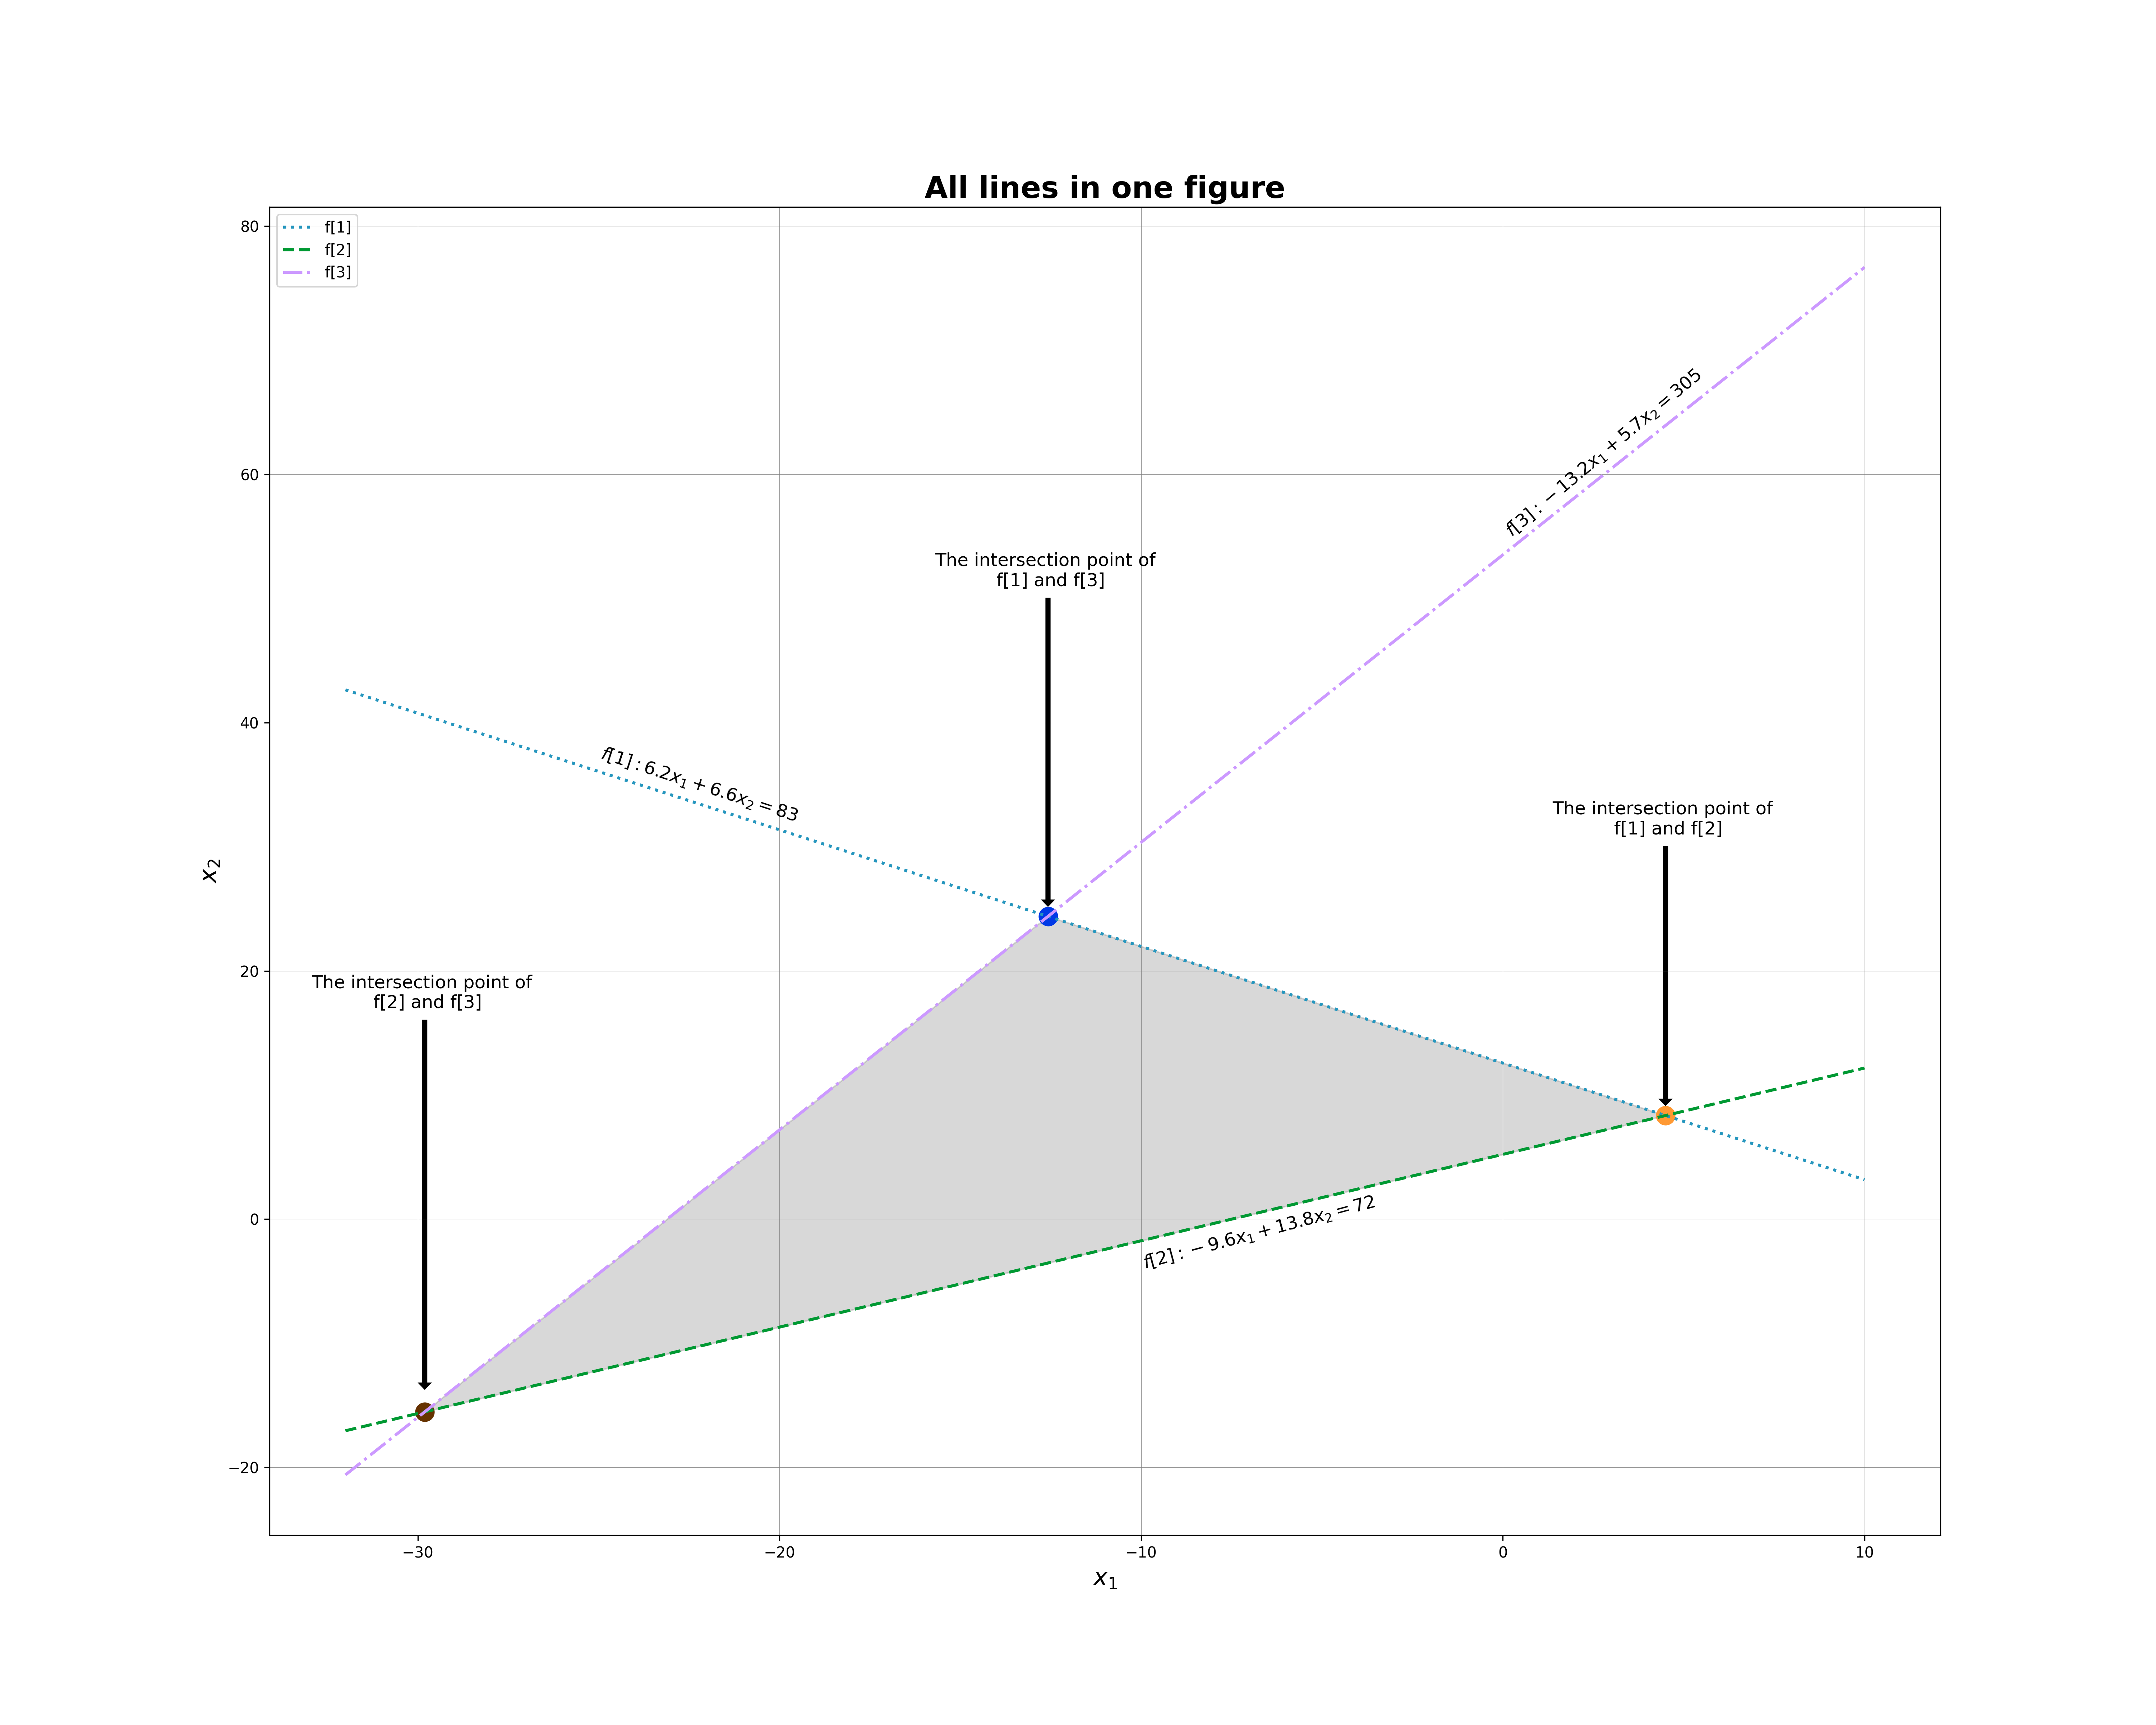 All lines in one figure
80
60
40
20
0
−20
−30
−20
−10
0
10
x₂
x₁
f[1]
f[2]
f[3]
f[3]: −13.2x₁ + 5.7x₂ = 305
The intersection point of
f[1] and f[3]
f[1]: 6.2x₁ + 6.6x₂ = 83
The intersection point of
f[1] and f[2]
The intersection point of
f[2] and f[3]
f[2]: −9.6x₁ + 13.8x₂ = 72